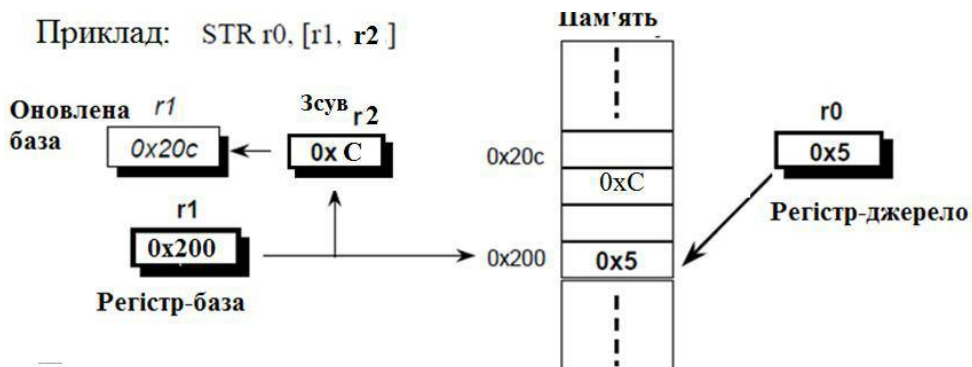 Пам'ять
Приклад: STR r0, [r1, r2 ]
Оновлена база
r1
0x20c
Зсув r2
0x C
r1
0x200
Регістр-база
0x20c
0xC
0x200
0x5
r0
0x5
Регістр-джерело